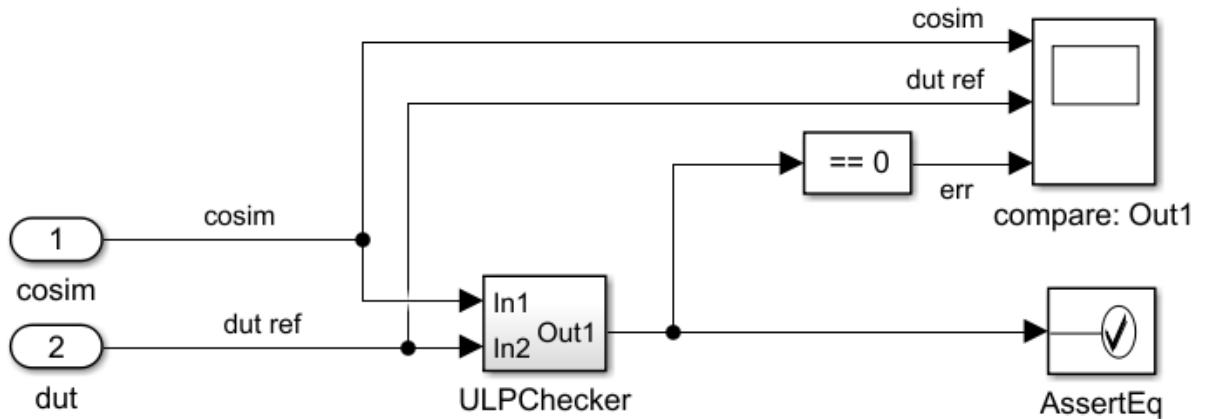 cosim
dut ref
== 0
err
compare: Out1
cosim
1
cosim
In1
Out1
In2
ULPChecker
dut ref
2
dut
AssertEq